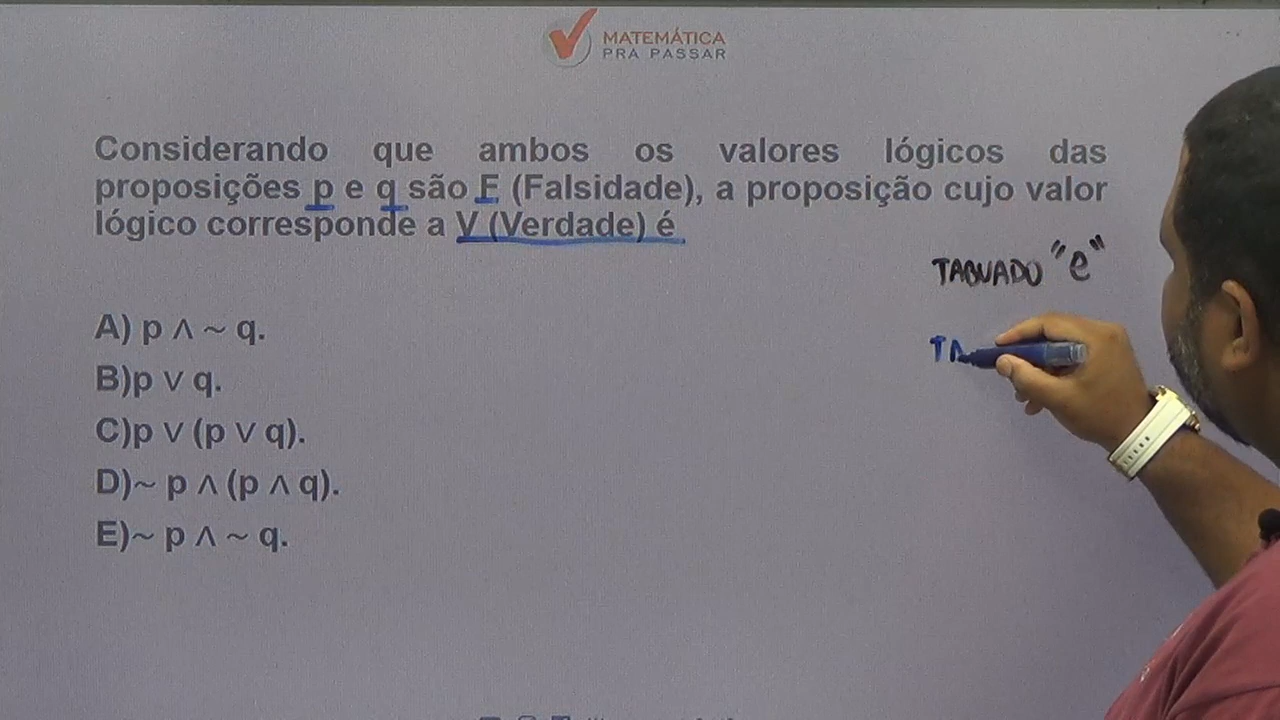 MATEMÁTICA
PRA PASSAR
Considerando que ambos os valores lógicos das
proposições p e q são F (Falsidade), a proposição cujo valor
lógico corresponde a V (Verdade) é
TABUADO "e"
TA
A) p ∧ ~ q.
B)p ∨ q.
C)p ∨ (p ∨ q).
D)~ p ∧ (p ∧ q).
E)~ p ∧ ~ q.